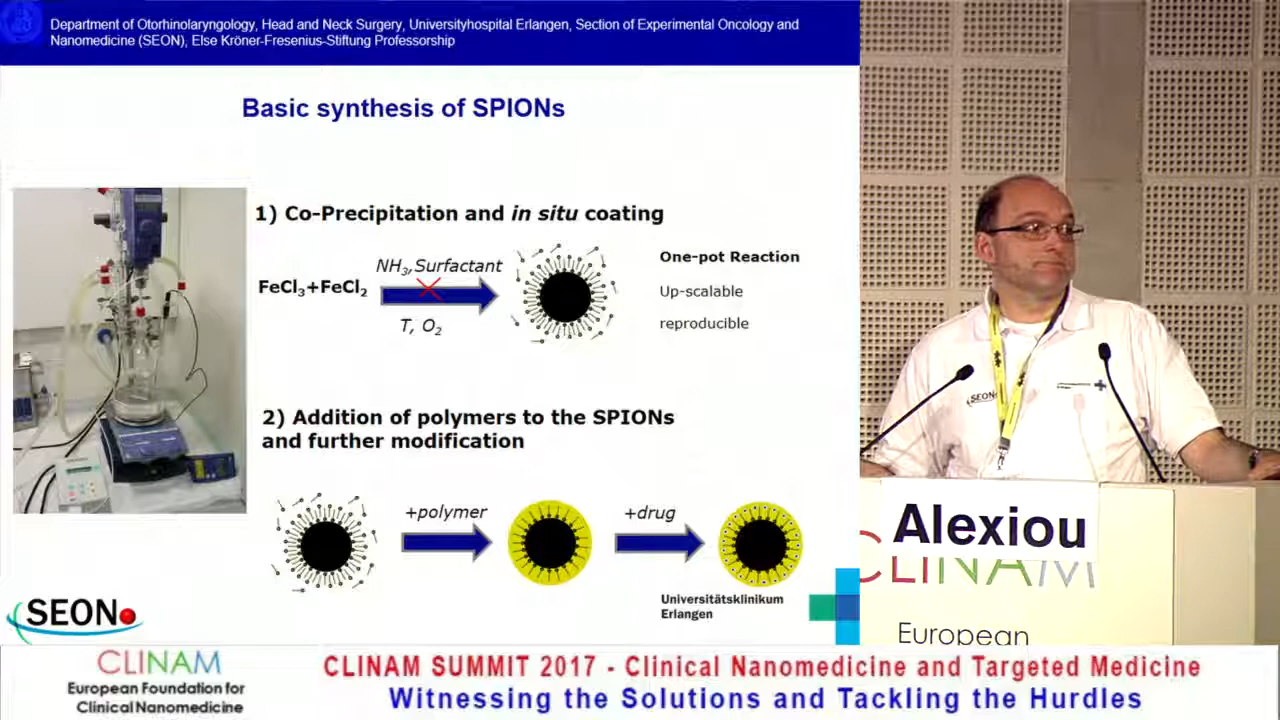 Department of Otorhinolaryngology, Head and Neck Surgery, Universityhospital Erlangen, Section of Experimental Oncology and
Nanomedicine (SEON), Else Kröner-Fresenius-Stiftung Professorship
Basic synthesis of SPIONs
1) Co-Precipitation and in situ coating
NH₃,Surfactant
FeCl₃+FeCl₂
T, O₂
One-pot Reaction
Up-scalable
reproducible
2) Addition of polymers to the SPIONs
and further modification
+polymer
+drug
Universitätsklinikum
Erlangen
SEON
SEON
Alexiou
CLINAM
European
CLINAM
European Foundation for
Clinical Nanomedicine
CLINAM SUMMIT 2017 - Clinical Nanomedicine and Targeted Medicine
Witnessing the Solutions and Tackling the Hurdles